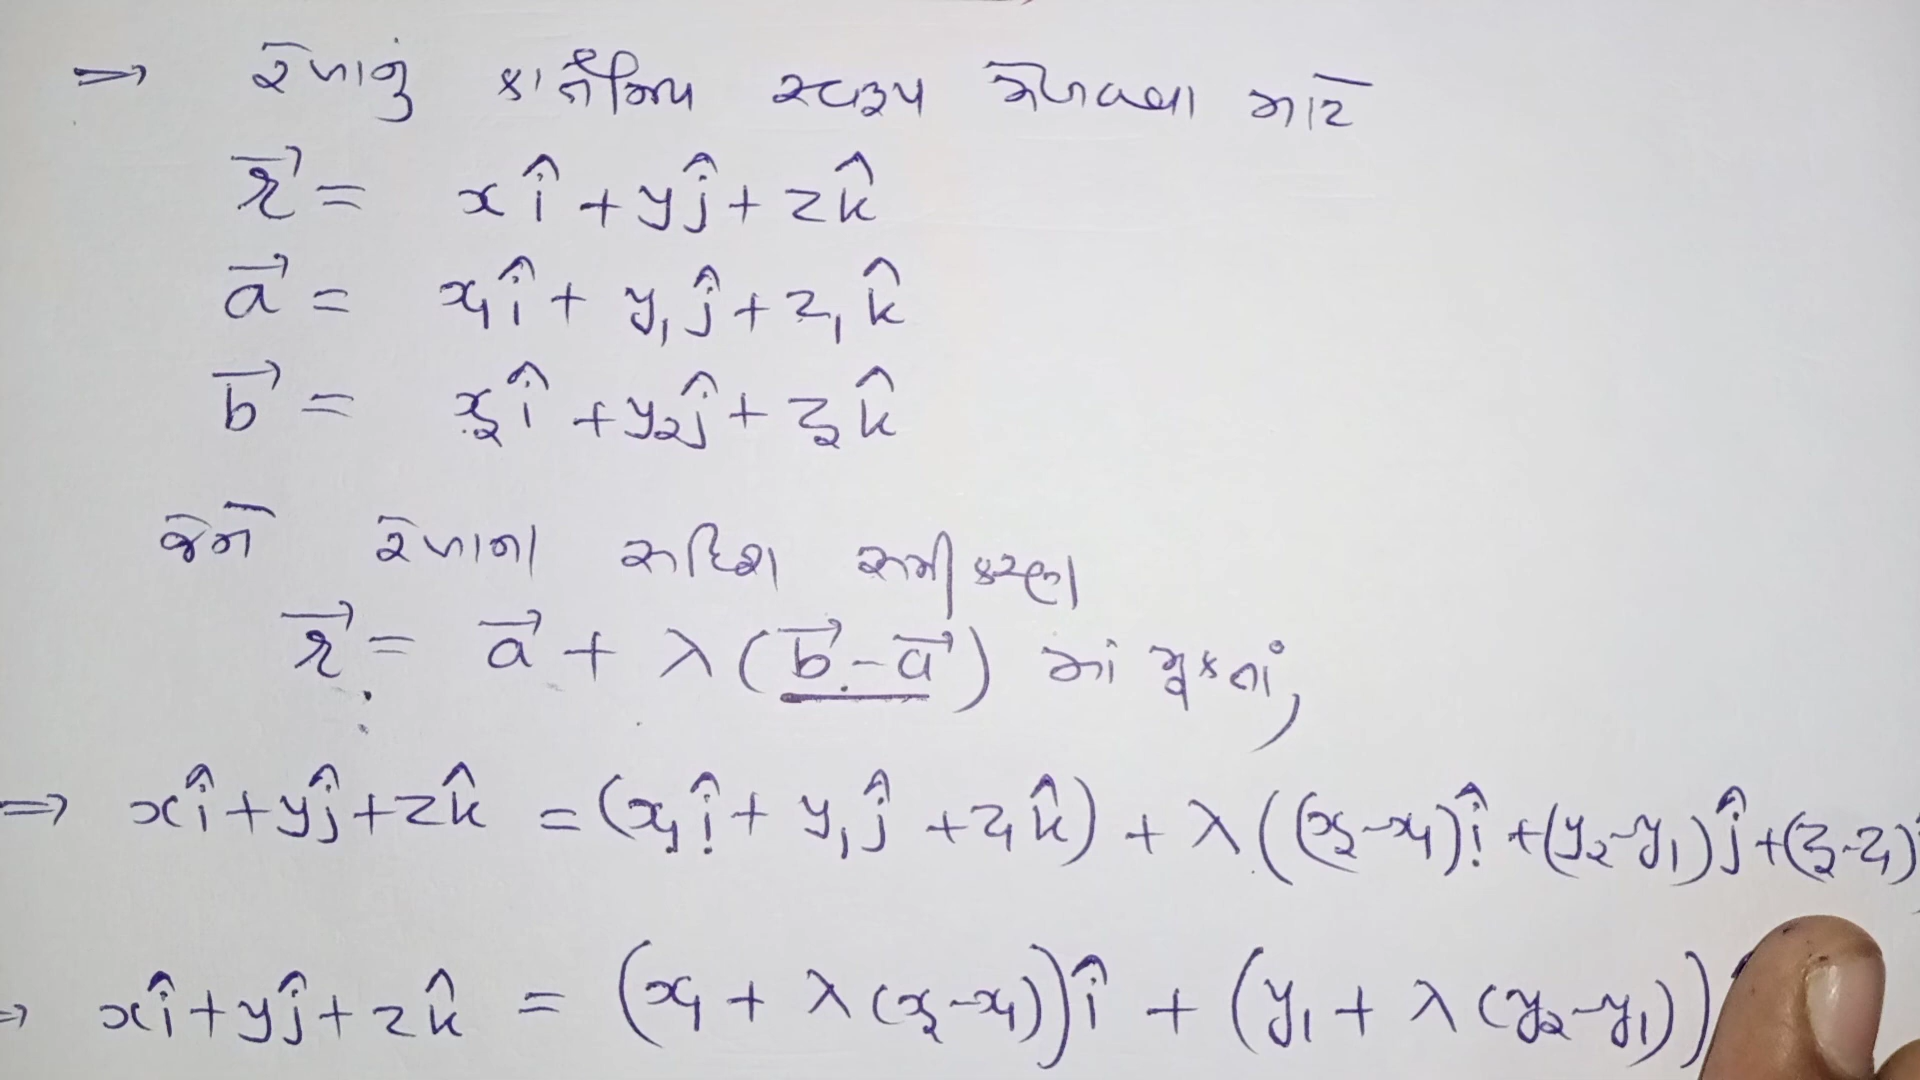 ⇒ રેખાનું કાર્તેઝિય સ્વરૂપ મેળવવા માટે
r⃗ = xî + yĵ + zk̂
a⃗ = x₁î + y₁ĵ + z₁k̂
b⃗ = x₂î + y₂ĵ + z₂k̂
જેને રેખાના સદિશ સમીકરણ
r⃗ = a⃗ + λ(b⃗ - a⃗) માં મૂકતાં,
⇒ xî + yĵ + zk̂ = (x₁î + y₁ĵ + z₁k̂) + λ((x₂-x₁)î + (y₂-y₁)ĵ + (z₂-z₁)
⇒ xî + yĵ + zk̂ = (x₁ + λ(x₂-x₁))î + (y₁ + λ(y₂-y₁))